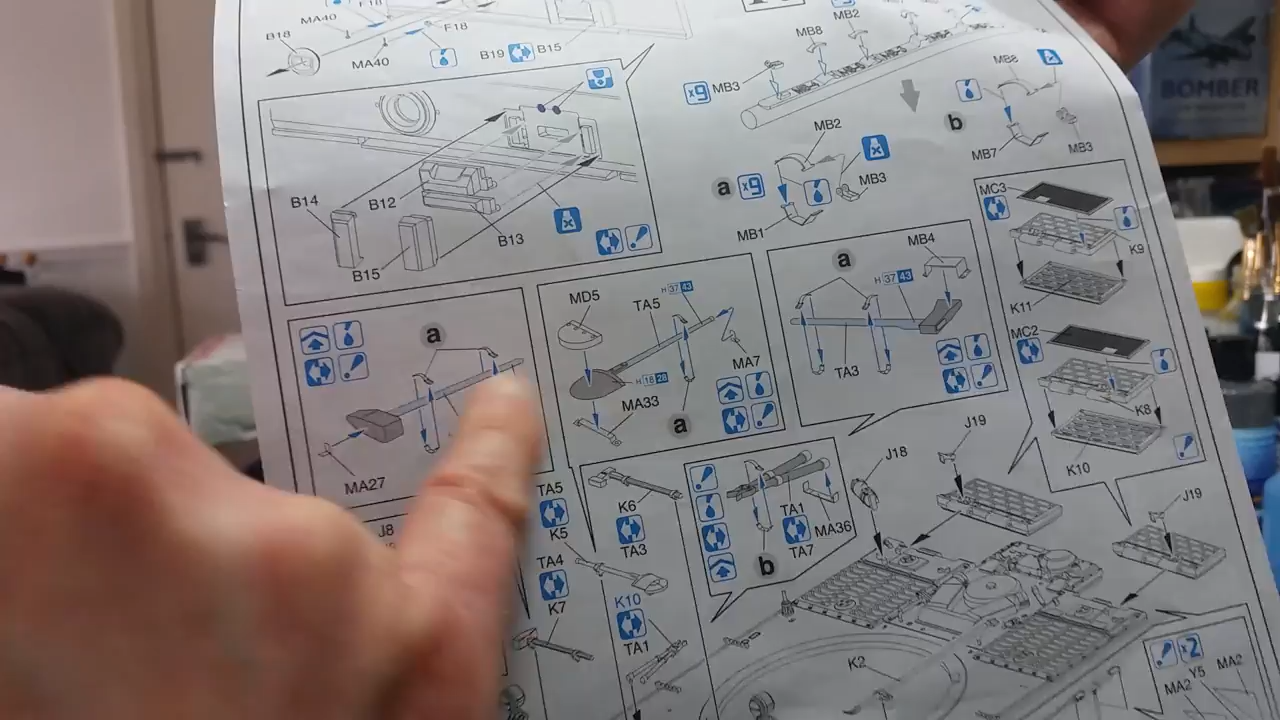 F18
MA40
B18
F18
MA40
B19 B15
MB2
MB8
x9 MB3
MB8
b
MB2
MB7 MB3
a x9
MB3
MB1
B14
B12
B13
B15
MC3
K9
K11
MC2
K8
K10
a
MA27
MD5
TA5
H 37 43
MA7
H 18 28
MA33
a
a
MB4
H 37 43
TA3
J19
J18
J19
TA5
K5
K6
TA3
TA1
MA36
TA7
b
J8
TA4
K7
K10
TA1
K2
x2
MA2
Y5
MA2
BOMBER